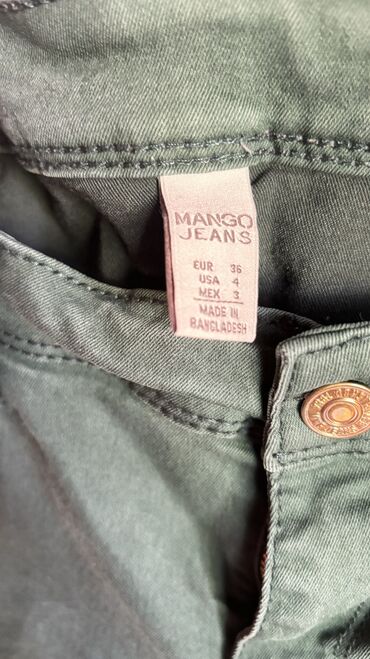 MANGO
JEANS
EUR 36
USA 4
MEX 3
MADE IN
BANGLADESH